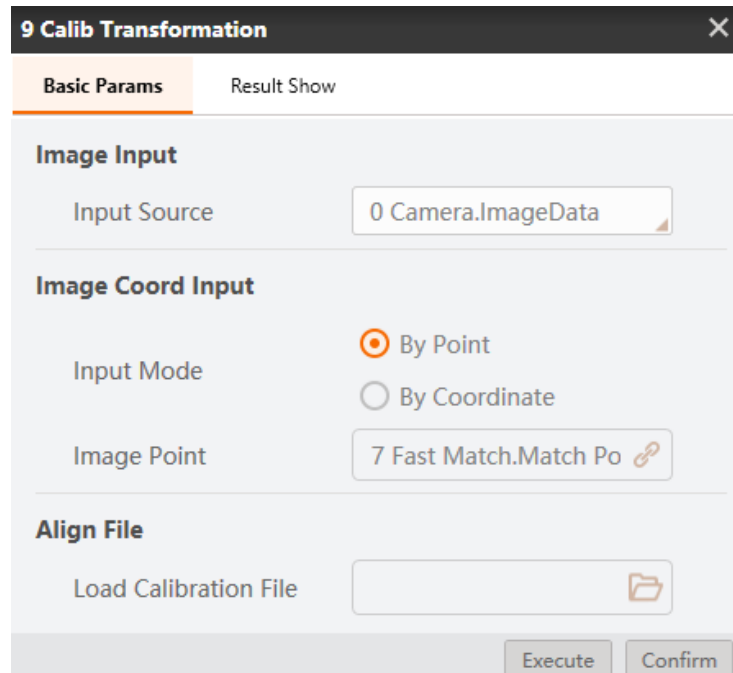 9 Calib Transformation
Basic Params Result Show
Image Input
Input Source 0 Camera.ImageData
Image Coord Input
Input Mode
By Point
By Coordinate
Image Point 7 Fast Match.Match Po
Align File
Load Calibration File
Execute Confirm